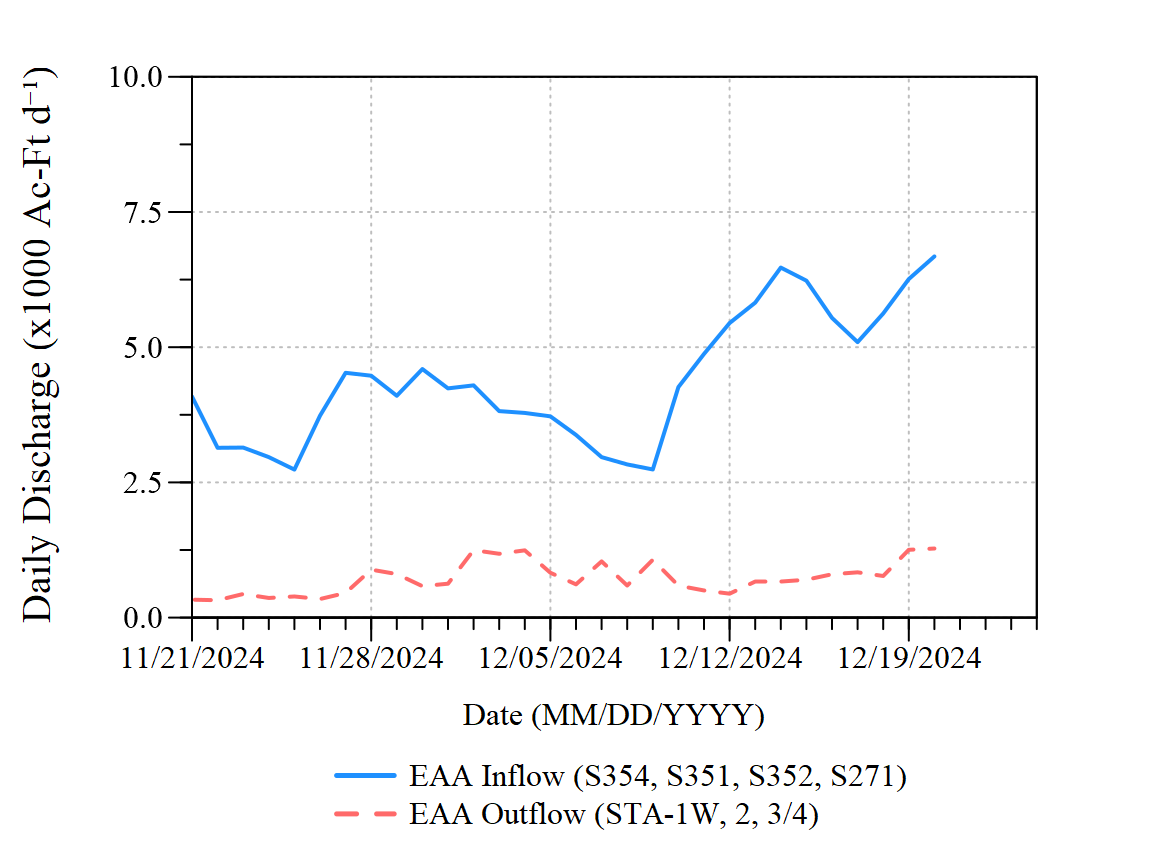 Daily Discharge (x1000 Ac-Ft d⁻¹)
10.0
7.5
5.0
2.5
0.0
11/21/2024 11/28/2024 12/05/2024 12/12/2024 12/19/2024
Date (MM/DD/YYYY)
EAA Inflow (S354, S351, S352, S271)
EAA Outflow (STA-1W, 2, 3/4)